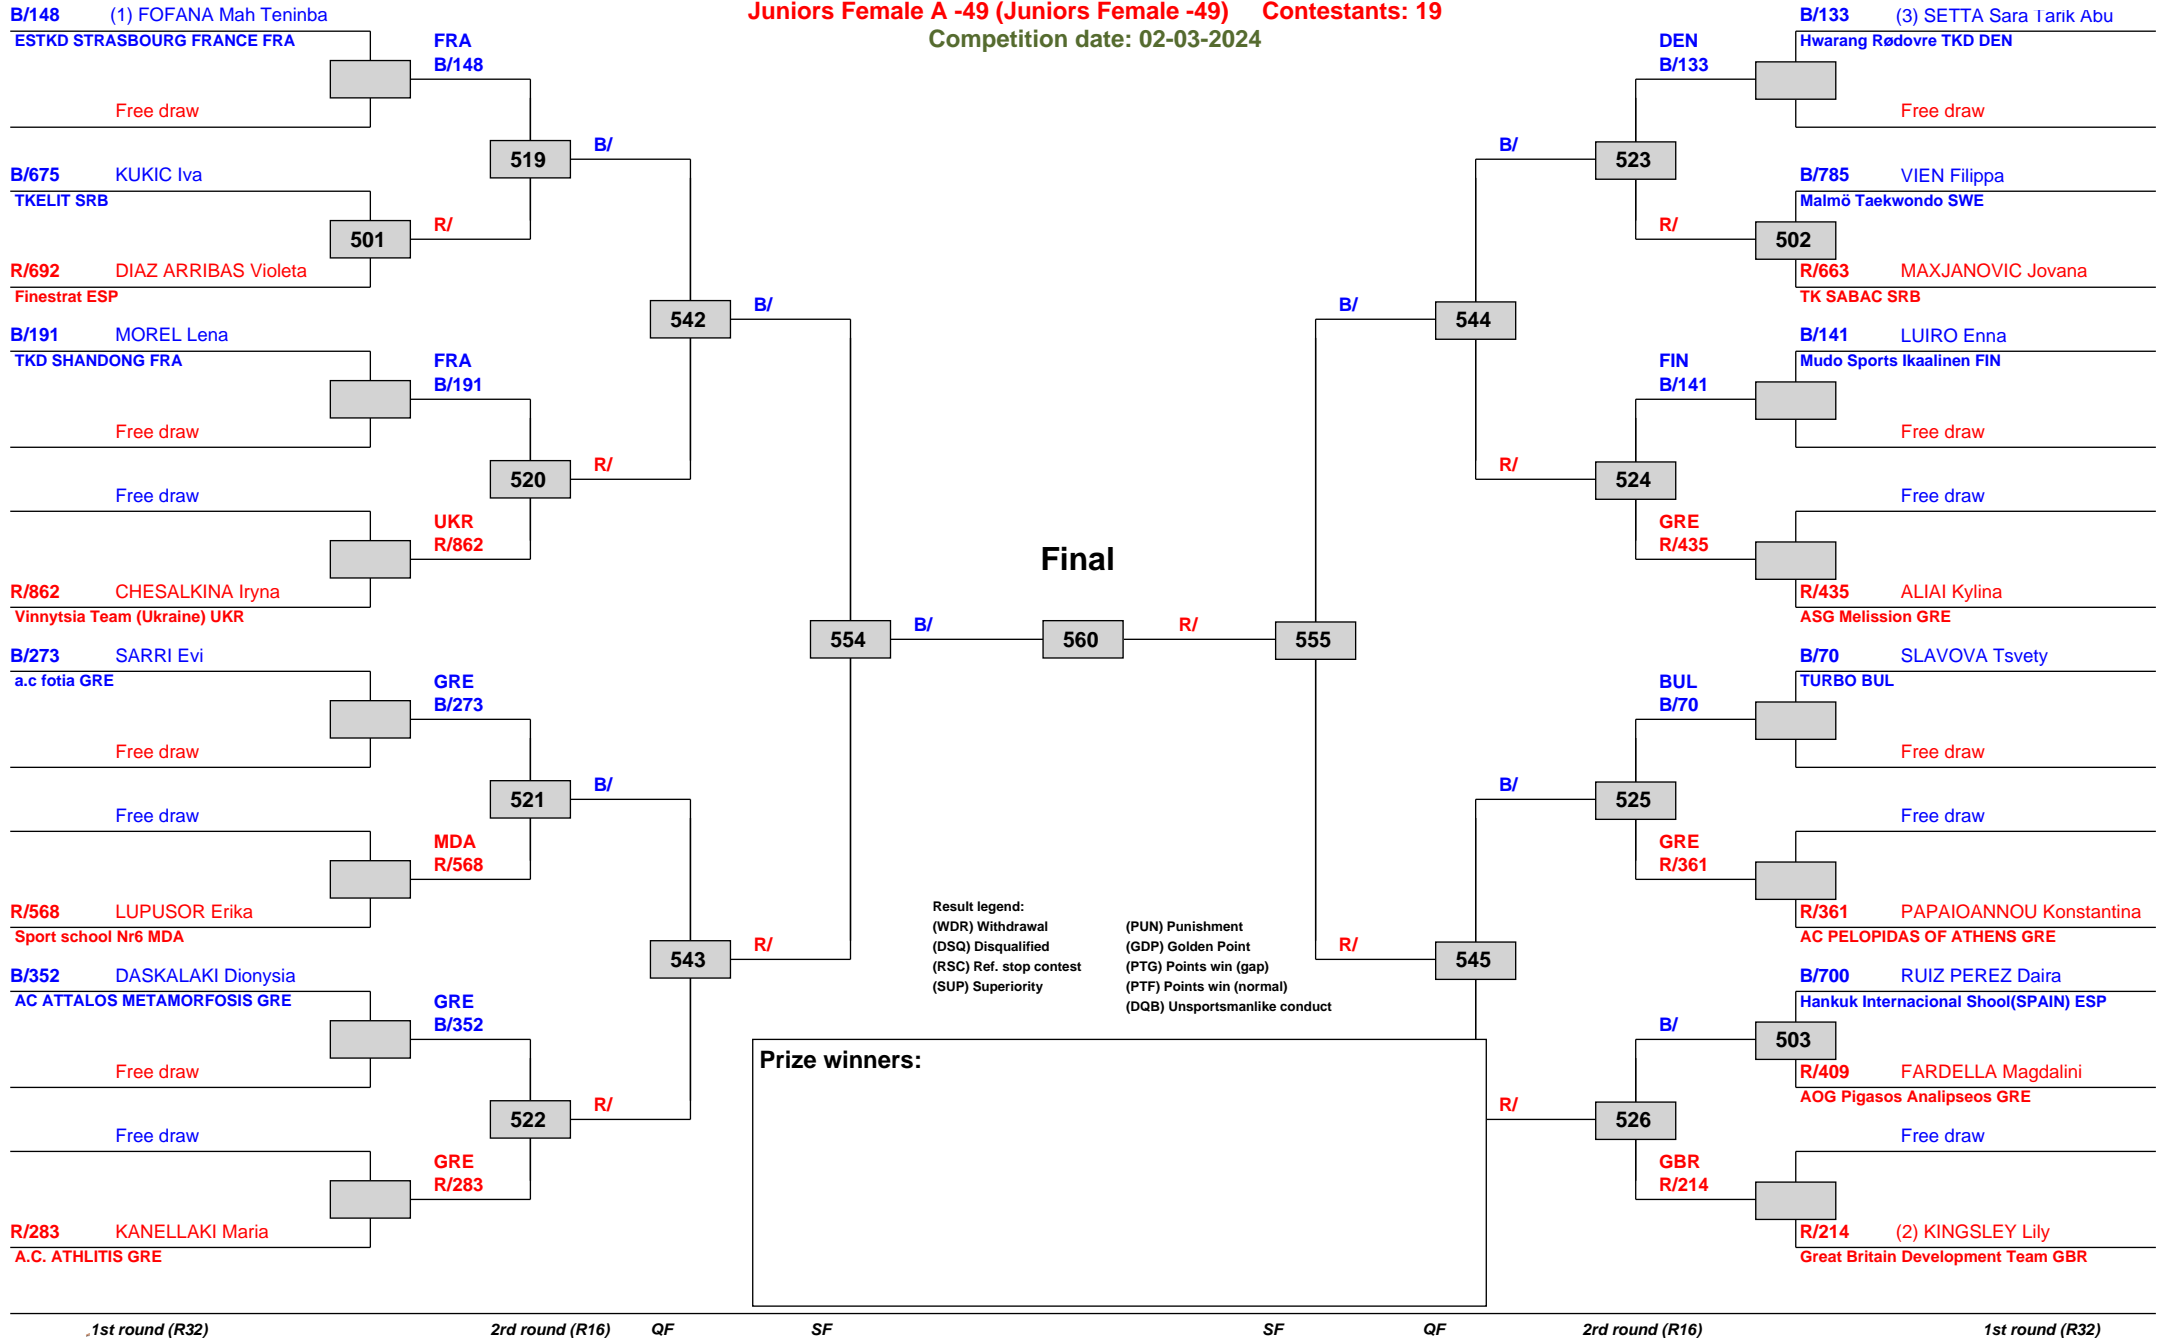 Juniors Female A -49 (Juniors Female -49) Contestants: 19
Competition date: 02-03-2024
B/148 (1) FOFANA Mah Teninba
ESTKD STRASBOURG FRANCE FRA
FRA
B/148
Free draw
519
B/
B/675 KUKIC Iva
TKELIT SRB
501
R/
R/692 DIAZ ARRIBAS Violeta
Finestrat ESP
542
B/
B/191 MOREL Lena
TKD SHANDONG FRA
FRA
B/191
Free draw
520
R/
Free draw
UKR
R/862
R/862 CHESALKINA Iryna
Vinnytsia Team (Ukraine) UKR
554
B/
B/273 SARRI Evi
a.c fotia GRE
GRE
B/273
Free draw
521
B/
Free draw
MDA
R/568
R/568 LUPUSOR Erika
Sport school Nr6 MDA
543
R/
B/352 DASKALAKI Dionysia
AC ATTALOS METAMORFOSIS GRE
GRE
B/352
Free draw
522
R/
Free draw
GRE
R/283
R/283 KANELLAKI Maria
A.C. ATHLITIS GRE
Final
560
R/
B/133 (3) SETTA Sara Tarik Abu
Hwarang Rødovre TKD DEN
DEN
B/133
Free draw
B/
523
B/785 VIEN Filippa
Malmö Taekwondo SWE
R/
502
R/663 MAXJANOVIC Jovana
TK SABAC SRB
B/
544
B/141 LUIRO Enna
Mudo Sports Ikaalinen FIN
FIN
B/141
Free draw
R/
524
Free draw
GRE
R/435
R/435 ALIAI Kylina
ASG Melission GRE
555
B/70 SLAVOVA Tsvety
TURBO BUL
BUL
B/70
Free draw
B/
525
Free draw
GRE
R/361
R/361 PAPAIOANNOU Konstantina
AC PELOPIDAS OF ATHENS GRE
R/
545
B/700 RUIZ PEREZ Daira
Hankuk Internacional Shool(SPAIN) ESP
B/
503
R/409 FARDELLA Magdalini
AOG Pigasos Analipseos GRE
R/
526
Free draw
GBR
R/214
R/214 (2) KINGSLEY Lily
Great Britain Development Team GBR
Result legend:
(WDR) Withdrawal (PUN) Punishment
(DSQ) Disqualified (GDP) Golden Point
(RSC) Ref. stop contest (PTG) Points win (gap)
(SUP) Superiority (PTF) Points win (normal)
(DQB) Unsportsmanlike conduct
Prize winners:
1st round (R32) 2rd round (R16) QF SF SF QF 2rd round (R16) 1st round (R32)